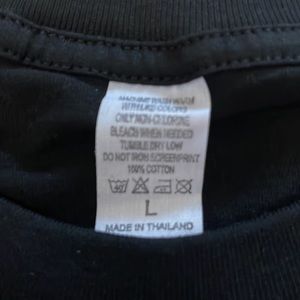 MACHINE WASH WARM
WITH LIKE COLORS
ONLY NON-CHLORINE
BLEACH WHEN NEEDED
TUMBLE DRY LOW
DO NOT IRON SCREENPRINT
100% COTTON
L
MADE IN THAILAND